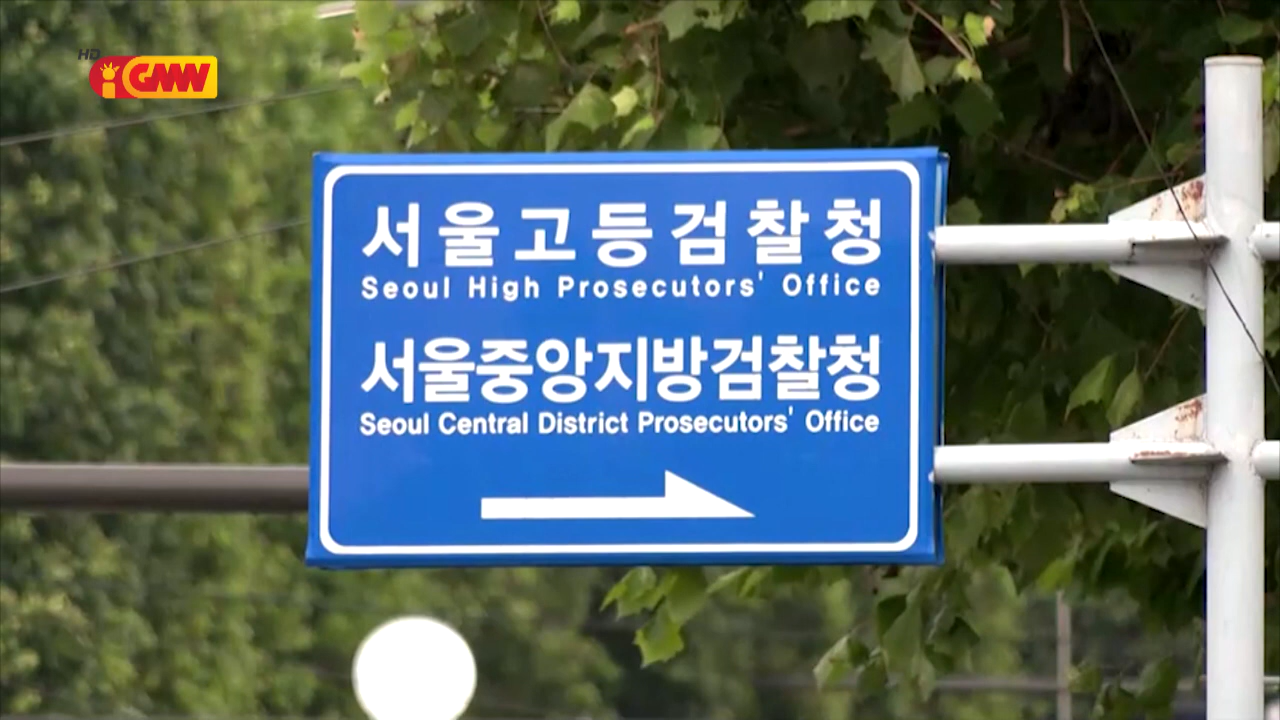 HD
GMW
서울고등검찰청
Seoul High Prosecutors' Office
서울중앙지방검찰청
Seoul Central District Prosecutors' Office